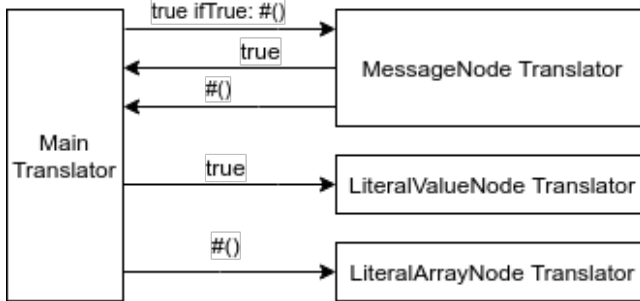 true ifTrue: #()
true
MessageNode Translator
#()
Main
Translator
true
LiteralValueNode Translator
#()
LiteralArrayNode Translator